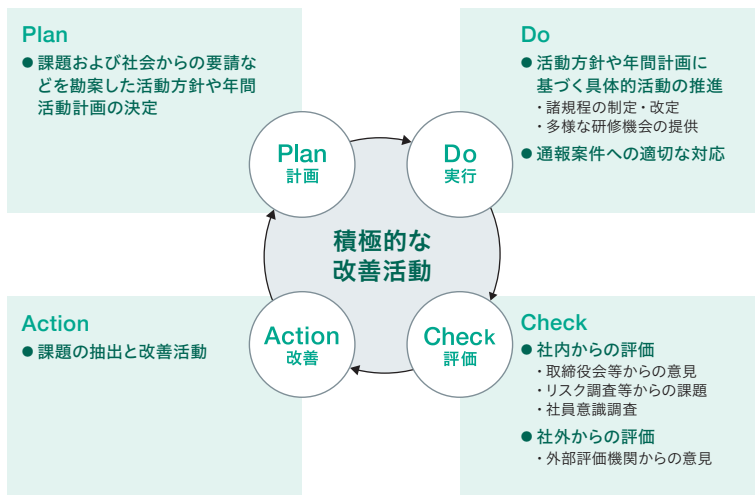 Plan
●課題および社会からの要請な
どを勘案した活動方針や年間
活動計画の決定
Do
●活動方針や年間計画に
基づく具体的活動の推進
・諸規程の制定・改定
・多様な研修機会の提供
●通報案件への適切な対応
Plan
計画
Do
実行
積極的な
改善活動
Action
改善
Check
評価
Action
●課題の抽出と改善活動
Check
●社内からの評価
・取締役会等からの意見
・リスク調査等からの課題
・社員意識調査
●社外からの評価
・外部評価機関からの意見